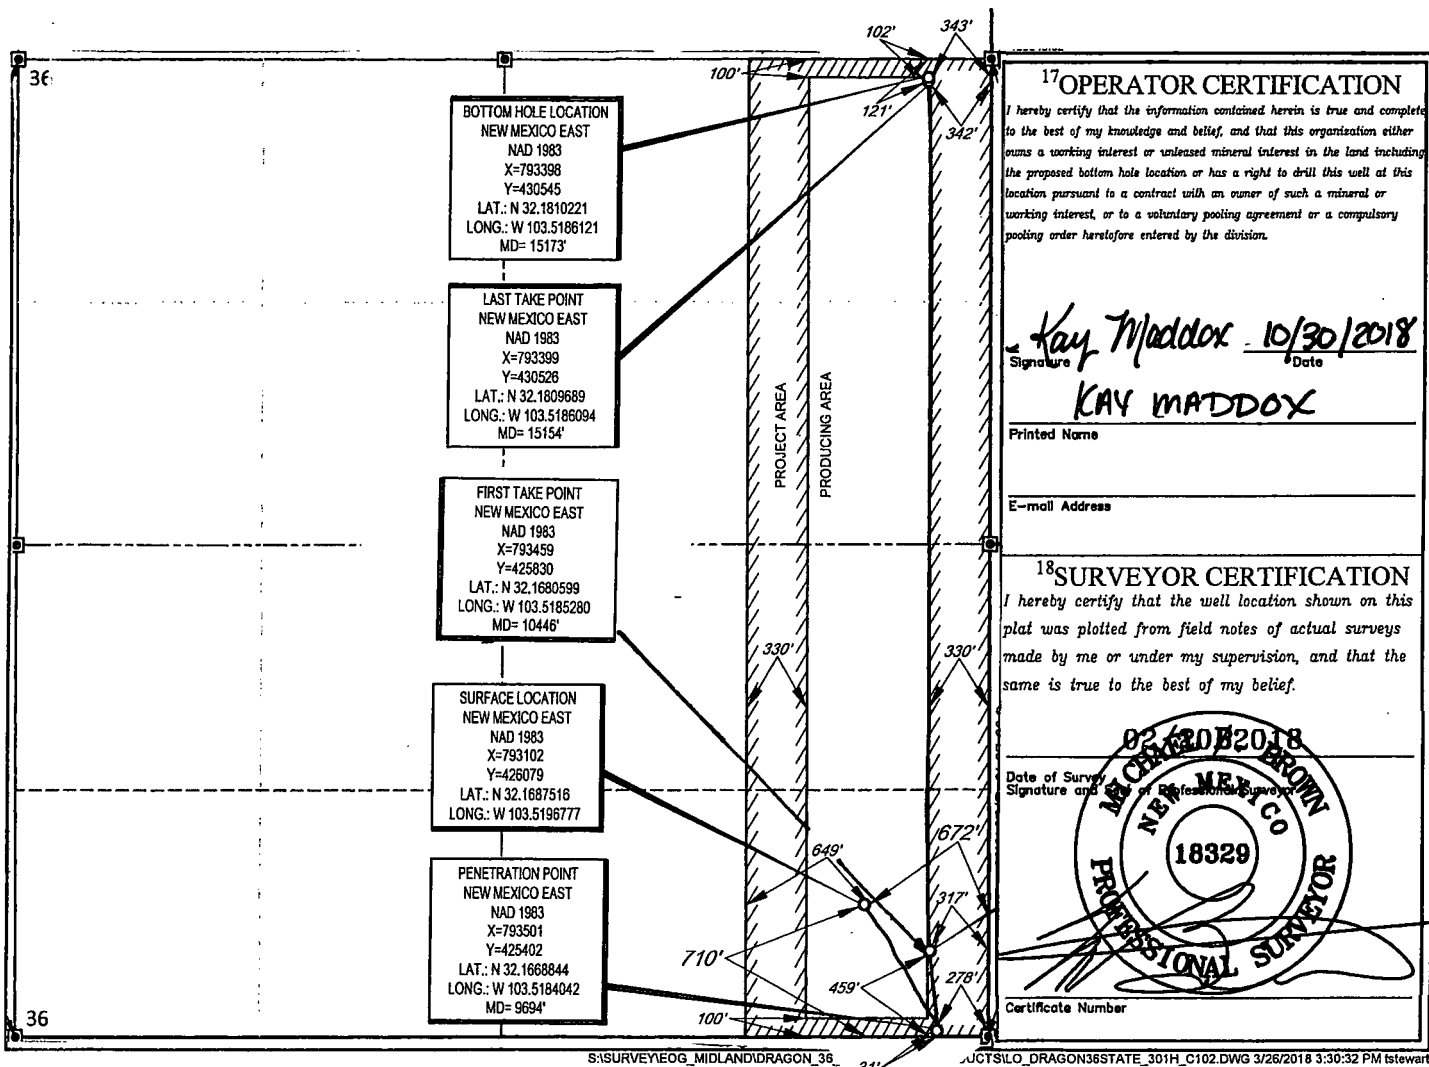 36
102'
343'
100'
121'
342'
BOTTOM HOLE LOCATION
NEW MEXICO EAST
NAD 1983
X=793398
Y=430545
LAT.: N 32.1810221
LONG.: W 103.5186121
MD= 15173'
LAST TAKE POINT
NEW MEXICO EAST
NAD 1983
X=793399
Y=430526
LAT.: N 32.1809689
LONG.: W 103.5186094
MD= 15154'
PROJECT AREA
PRODUCING AREA
FIRST TAKE POINT
NEW MEXICO EAST
NAD 1983
X=793459
Y=425830
LAT.: N 32.1680599
LONG.: W 103.5185280
MD= 10446'
330'
330'
SURFACE LOCATION
NEW MEXICO EAST
NAD 1983
X=793102
Y=426079
LAT.: N 32.1687516
LONG.: W 103.5196777
649'
672'
317'
710'
459'
278'
100'
PENETRATION POINT
NEW MEXICO EAST
NAD 1983
X=793501
Y=425402
LAT.: N 32.1668844
LONG.: W 103.5184042
MD= 9694'
36
17 OPERATOR CERTIFICATION
I hereby certify that the information contained herein is true and complete
to the best of my knowledge and belief, and that this organization either
owns a working interest or unleased mineral interest in the land including
the proposed bottom hole location or has a right to drill this well at this
location pursuant to a contract with an owner of such a mineral or
working interest, or to a voluntary pooling agreement or a compulsory
pooling order heretofore entered by the division.
Kay Maddox 10/30/2018
Signature Date
KAY MADDOX
Printed Name
E-mail Address
18 SURVEYOR CERTIFICATION
I hereby certify that the well location shown on this
plat was plotted from field notes of actual surveys
made by me or under my supervision, and that the
same is true to the best of my belief.
Date of Survey
Signature and of Professional Surveyor
MICHAEL BROWN
NEW MEXICO
18329
PROFESSIONAL SURVEYOR
Certificate Number
S:\SURVEY\EOG_MIDLAND\DRAGON_36_ UCTS\LO_DRAGON36STATE_301H_C102.DWG 3/26/2018 3:30:32 PM tstewart